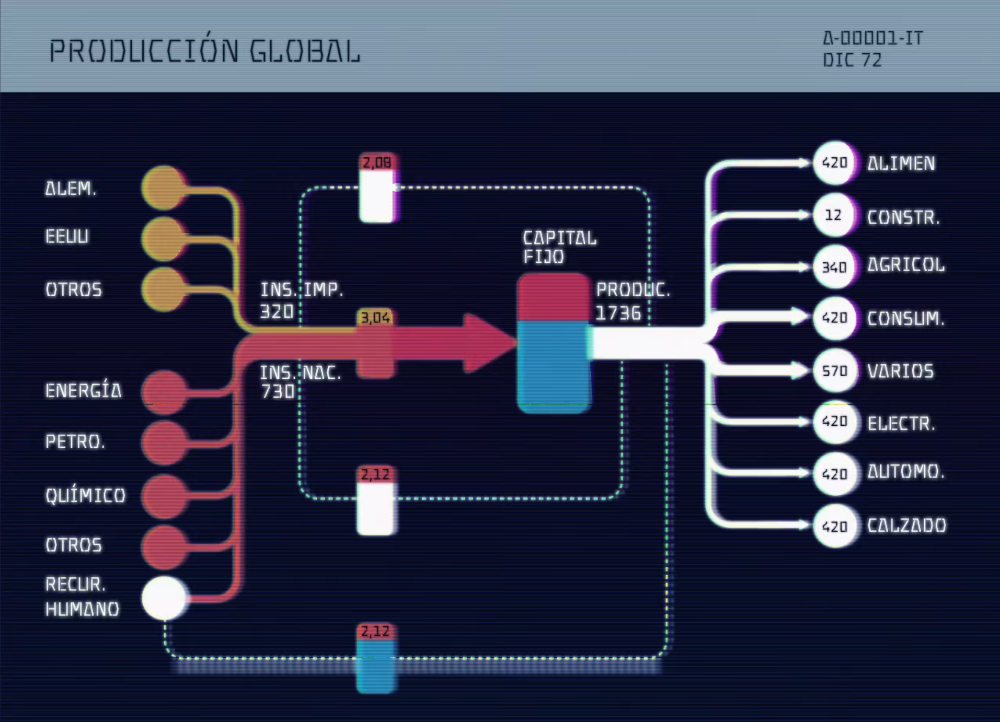 PRODUCCIÓN GLOBAL
A-00001-IT
DIC 72
ALEM.
EEUU
OTROS
ENERGÍA
PETRO.
QUÍMICO
OTROS
RECUR.
HUMANO
2,08
INS. IMP.
320
3,04
INS. NAC.
730
2,12
2,12
CAPITAL
FIJO
PRODUC.
1736
420 ALIMEN
12 CONSTR.
340 AGRICOL
420 CONSUM.
570 VARIOS
420 ELECTR.
420 AUTOMO.
420 CALZADO